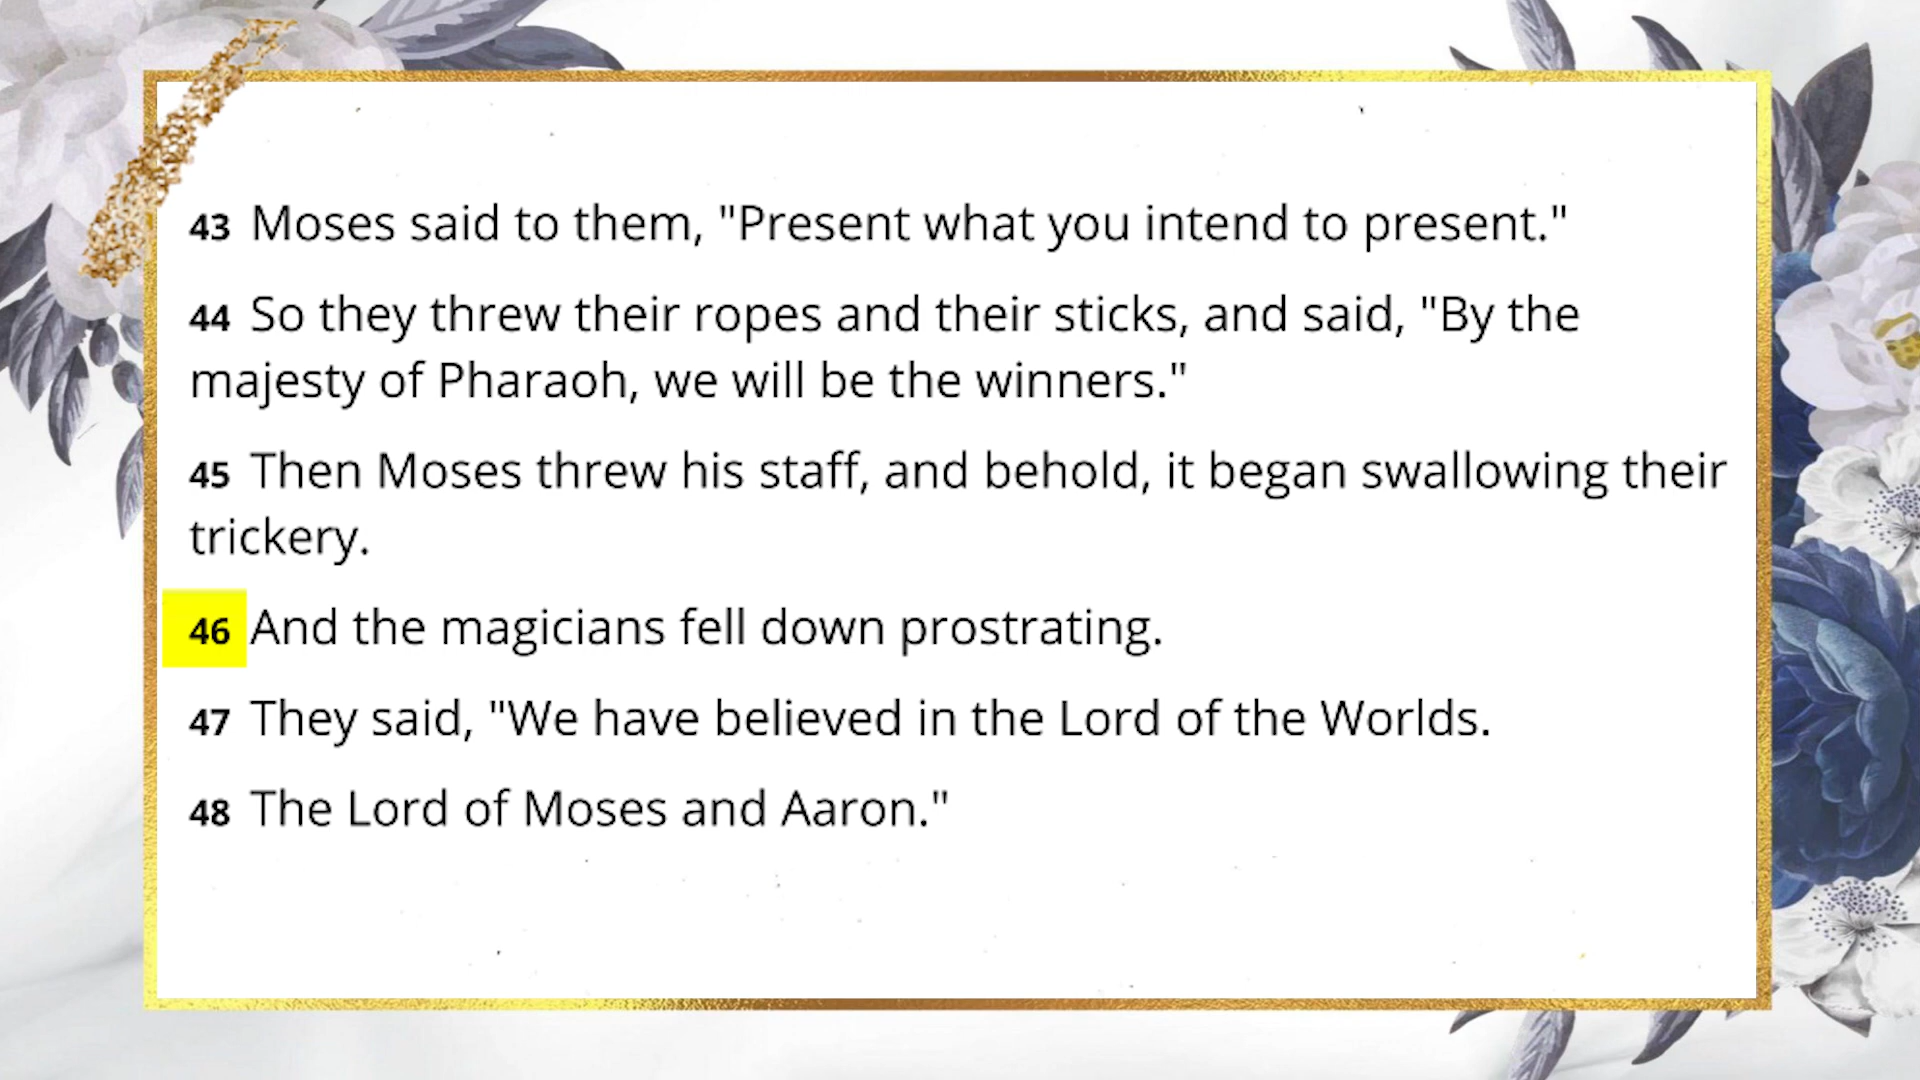 43 Moses said to them, "Present what you intend to present."
44 So they threw their ropes and their sticks, and said, "By the
majesty of Pharaoh, we will be the winners."
45 Then Moses threw his staff, and behold, it began swallowing their
trickery.
46 And the magicians fell down prostrating.
47 They said, "We have believed in the Lord of the Worlds.
48 The Lord of Moses and Aaron."